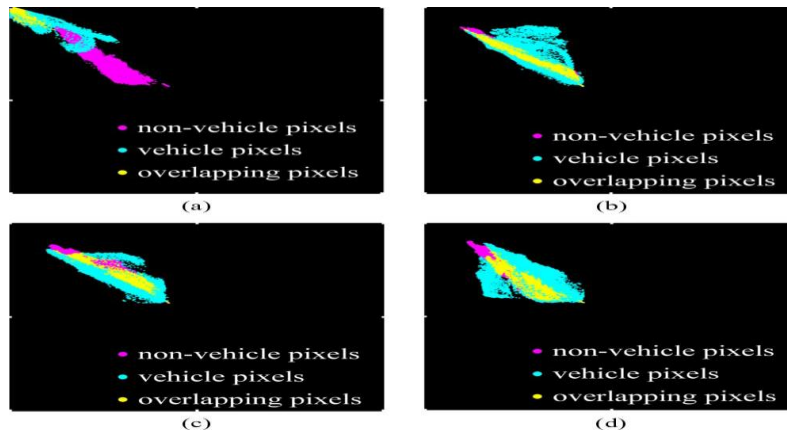 non-vehicle pixels
vehicle pixels
overlapping pixels
(a)
non-vehicle pixels
vehicle pixels
overlapping pixels
(b)
non-vehicle pixels
vehicle pixels
overlapping pixels
(c)
non-vehicle pixels
vehicle pixels
overlapping pixels
(d)